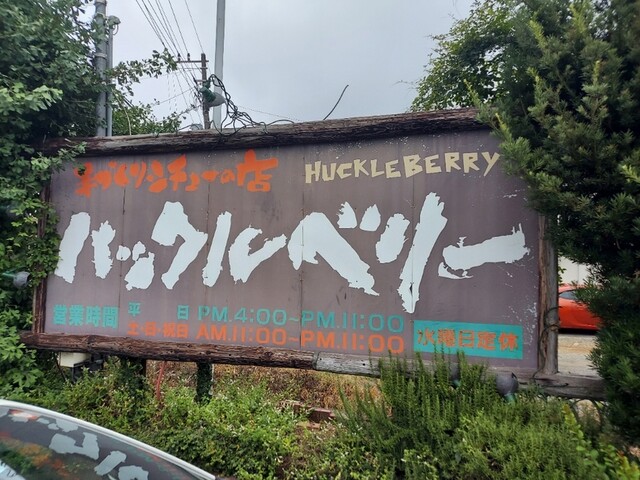 手づくりシチューの店 HUCKLEBERRY
ハックルベリー
営業時間 平 日 PM.4:00~PM.11:00
土・日・祝日 AM.11:00~PM.11:00
火曜日定休